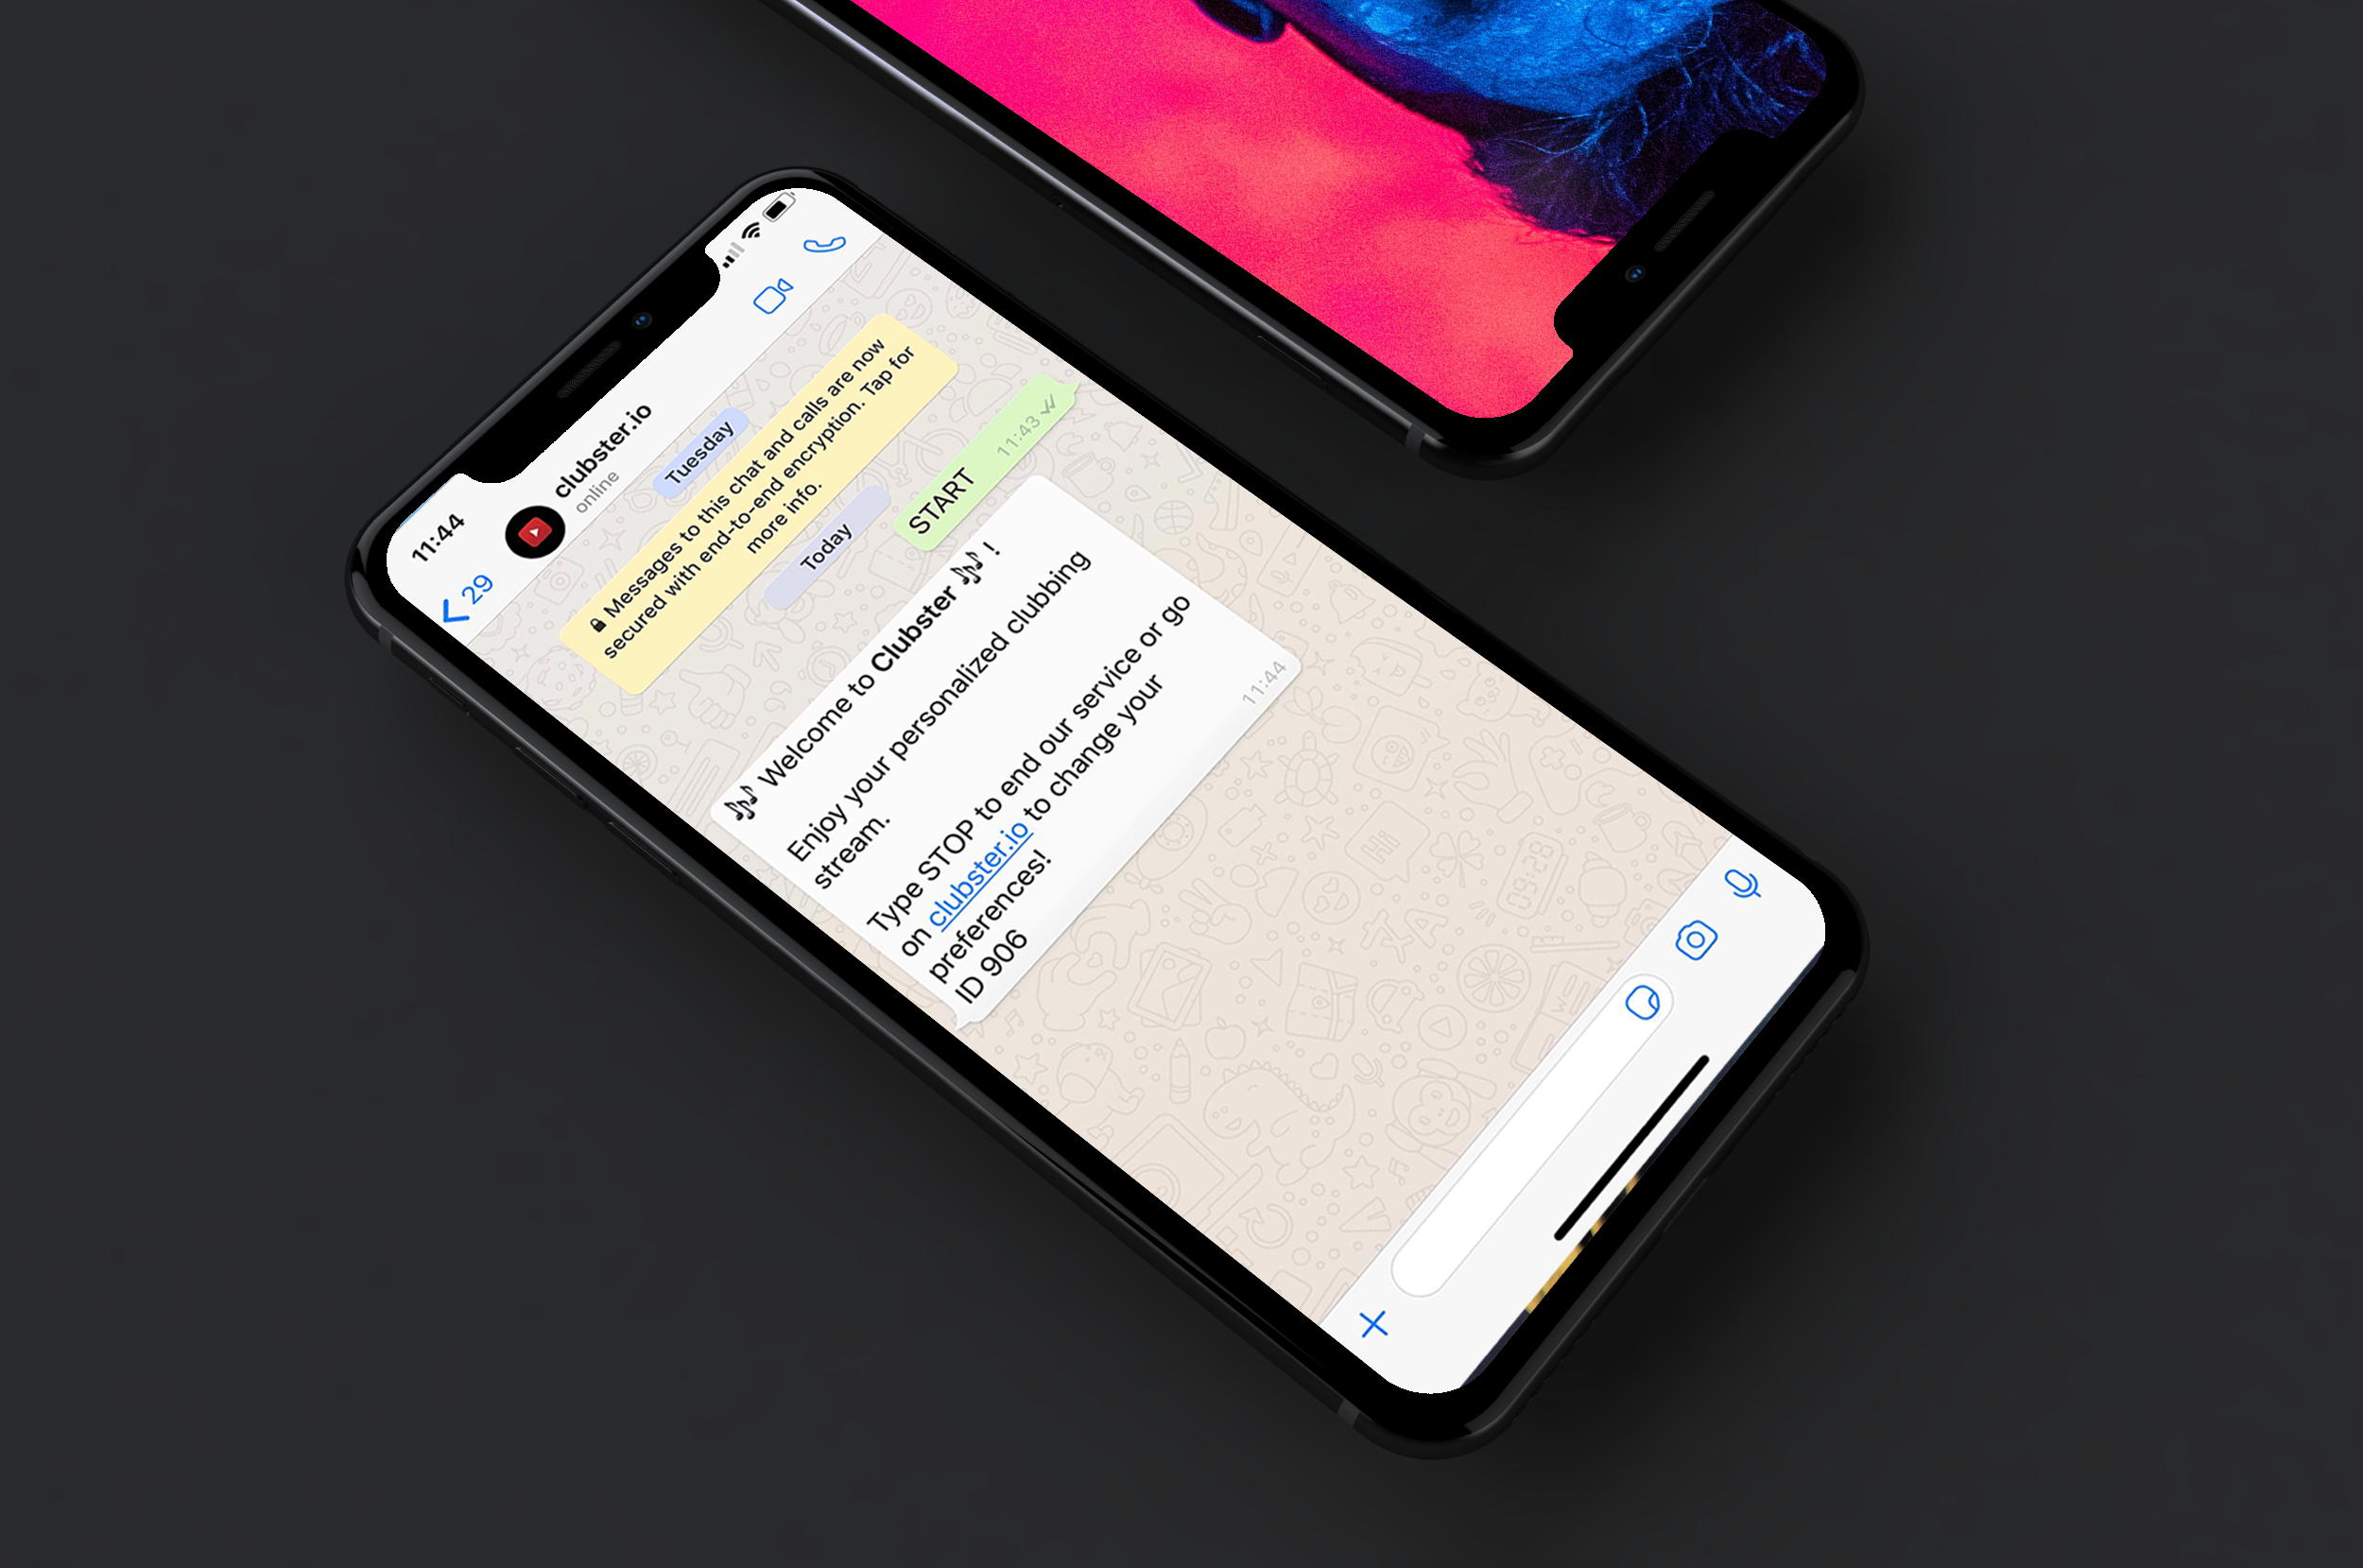 11:44
29
clubster.io
online
Tuesday
🔒 Messages to this chat and calls are now
secured with end-to-end encryption. Tap for
more info.
Today
START 11:43
🎶 Welcome to Clubster 🎶 !
Enjoy your personalized clubbing
stream.
Type STOP to end our service or go
on clubster.io to change your
preferences!
ID 906
11:44
09:28